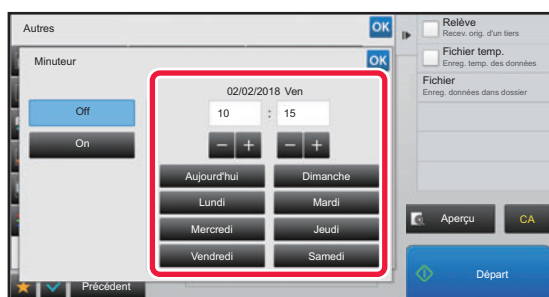 Autres
OK
Minuteur
OK
02/02/2018 Ven
Off
10 : 15
On
− + − +
Aujourd'hui Dimanche
Lundi Mardi
Mercredi Jeudi
Vendredi Samedi
Précédent
Relève
Recev. orig. d'un tiers
Fichier temp.
Enreg. temp. des données
Fichier
Enreg. données dans dossier
Aperçu CA
Départ